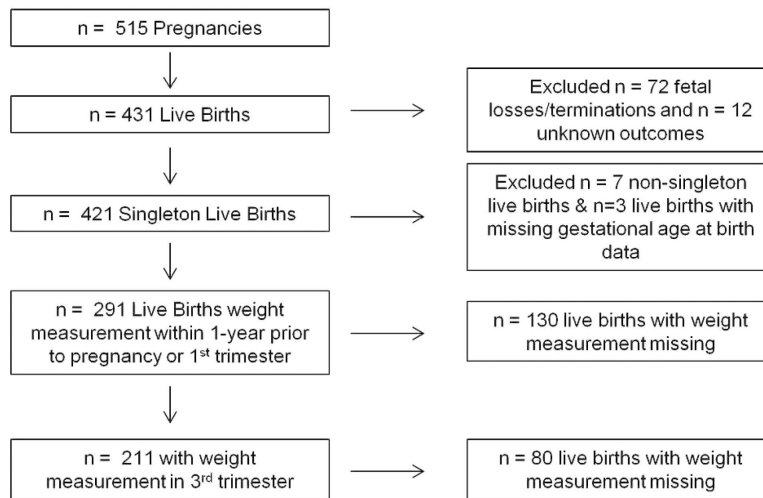 n = 515 Pregnancies
n = 431 Live Births
Excluded n = 72 fetal
losses/terminations and n = 12
unknown outcomes
n = 421 Singleton Live Births
Excluded n = 7 non-singleton
live births & n=3 live births with
missing gestational age at birth
data
n = 291 Live Births weight
measurement within 1-year prior
to pregnancy or 1st trimester
n = 130 live births with weight
measurement missing
n = 211 with weight
measurement in 3rd trimester
n = 80 live births with weight
measurement missing